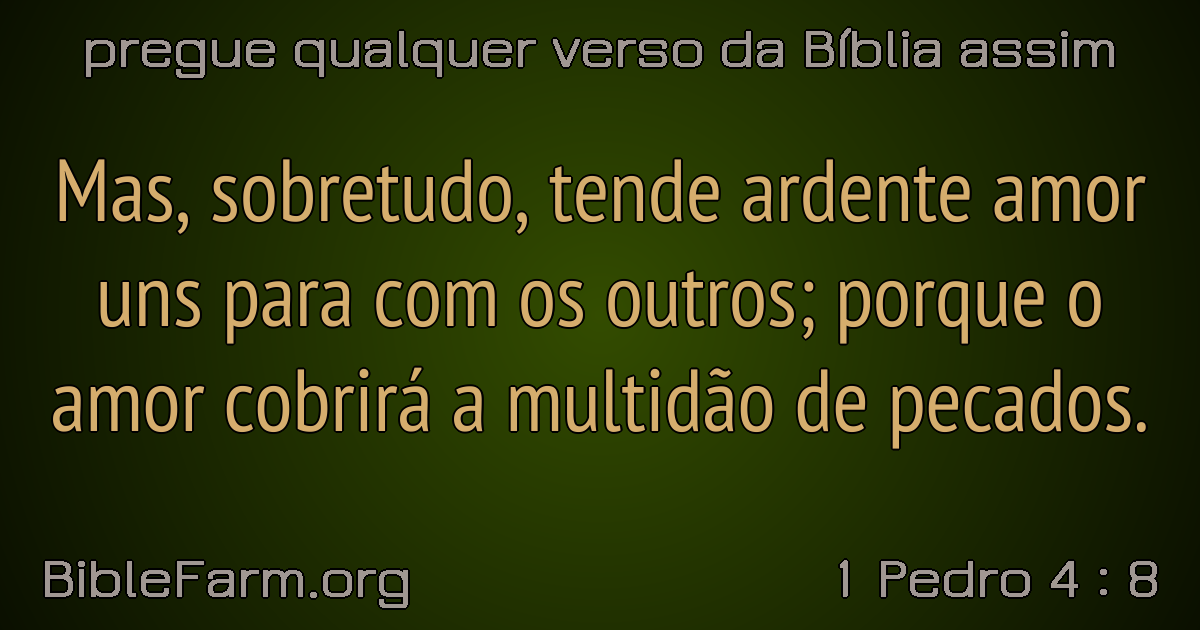 pregue qualquer verso da Bíblia assim
Mas, sobretudo, tende ardente amor
uns para com os outros; porque o
amor cobrirá a multidão de pecados.
BibleFarm.org
1 Pedro 4 : 8